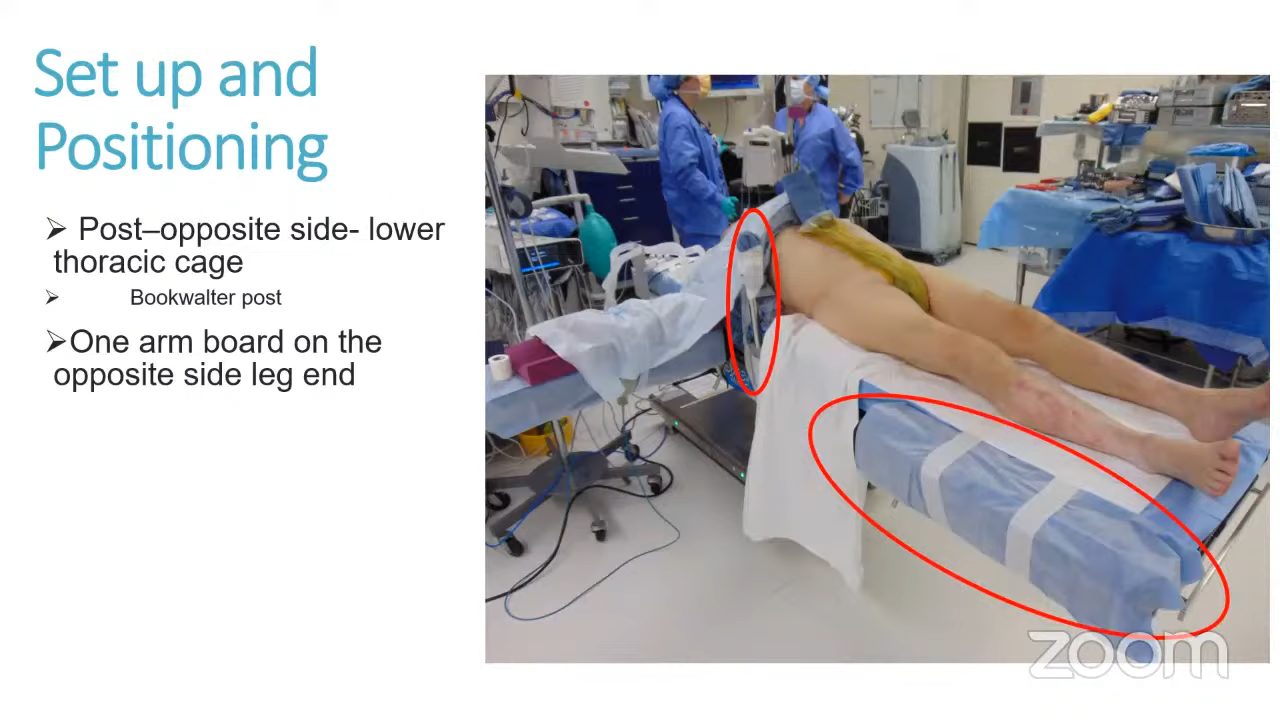 Set up and
Positioning
➢ Post–opposite side- lower
thoracic cage
➢ Bookwalter post
➢One arm board on the
opposite side leg end
zoom